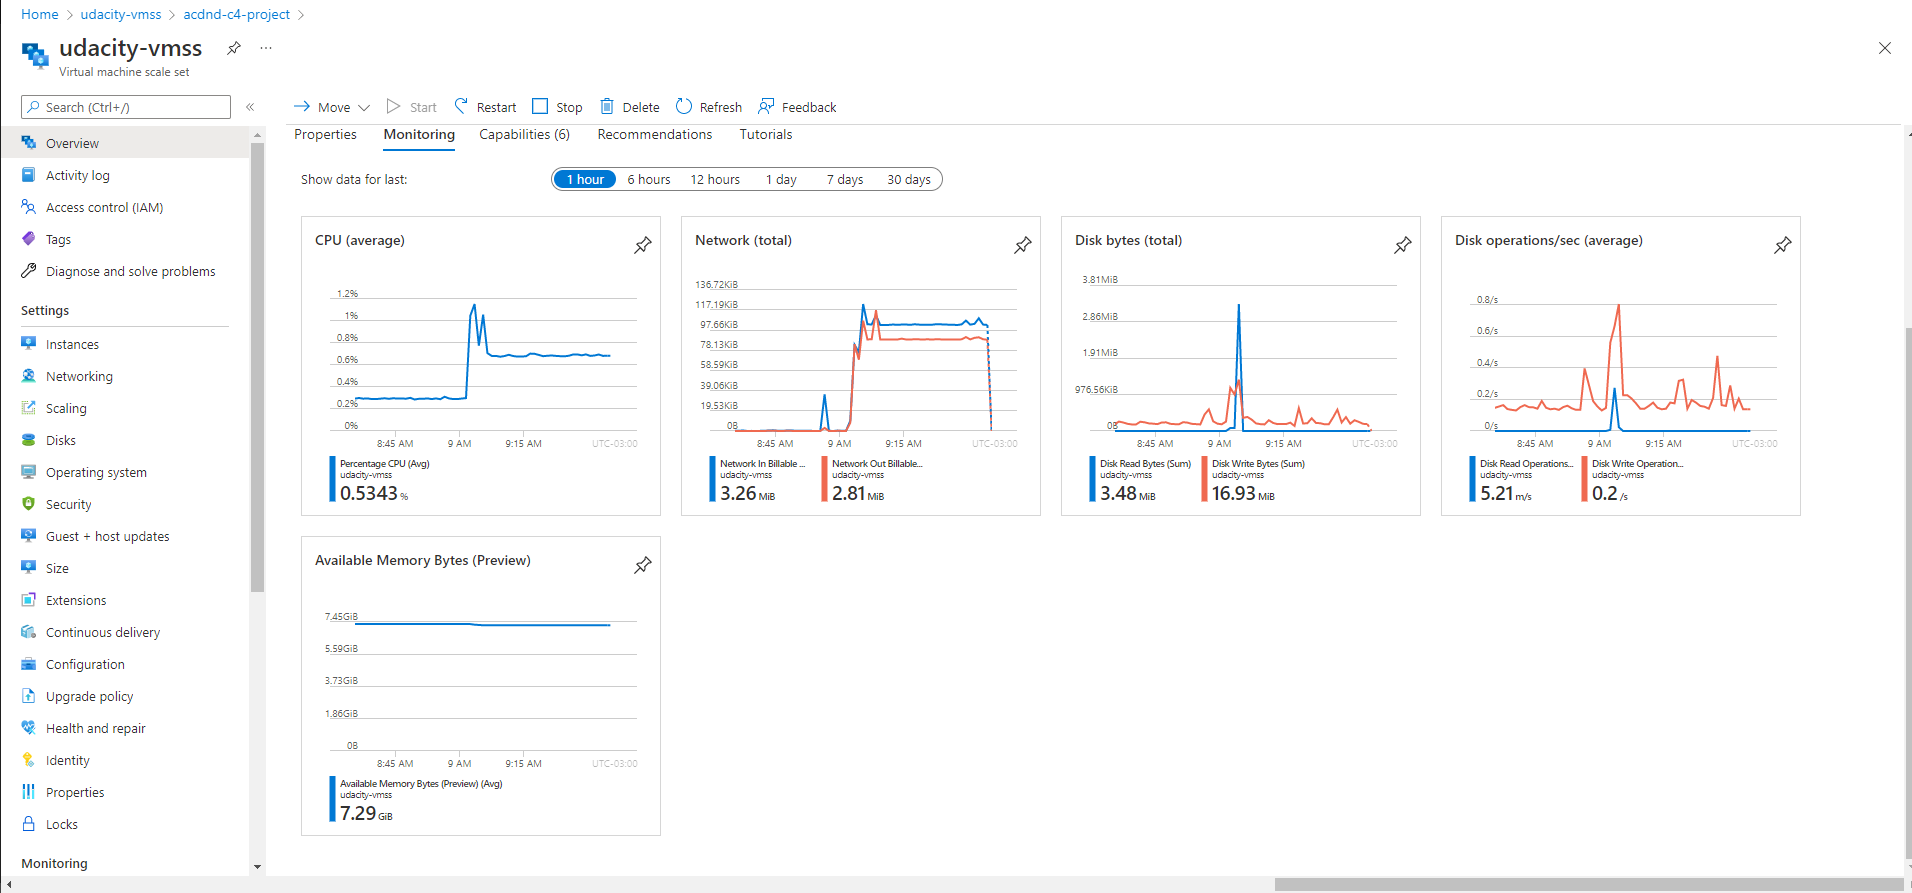 Home > udacity-vmss > acdnd-c4-project >
udacity-vmss
Virtual machine scale set
Search (Ctrl+/)
Move
Start
Restart
Stop
Delete
Refresh
Feedback
Overview
Activity log
Access control (IAM)
Tags
Diagnose and solve problems
Settings
Instances
Networking
Scaling
Disks
Operating system
Security
Guest + host updates
Size
Extensions
Continuous delivery
Configuration
Upgrade policy
Health and repair
Identity
Properties
Locks
Monitoring
Properties
Monitoring
Capabilities (6)
Recommendations
Tutorials
Show data for last:
1 hour
6 hours
12 hours
1 day
7 days
30 days
CPU (average)
1.2%
1%
0.8%
0.6%
0.4%
0.2%
0%
8:45 AM
9 AM
9:15 AM
UTC-03:00
Percentage CPU (Avg)
udacity-vmss
0.5343 %
Network (total)
136.72KiB
117.19KiB
97.66KiB
78.13KiB
58.59KiB
39.06KiB
19.53KiB
0B
8:45 AM
9 AM
9:15 AM
UTC-03:00
Network In Billable ...
udacity-vmss
3.26 MiB
Network Out Billable...
udacity-vmss
2.81 MiB
Disk bytes (total)
3.81MiB
2.86MiB
1.91MiB
976.56KiB
0B
8:45 AM
9 AM
9:15 AM
UTC-03:00
Disk Read Bytes (Sum)
udacity-vmss
3.48 MiB
Disk Write Bytes (Sum)
udacity-vmss
16.93 MiB
Disk operations/sec (average)
0.8/s
0.6/s
0.4/s
0.2/s
0/s
8:45 AM
9 AM
9:15 AM
UTC-03:00
Disk Read Operations...
udacity-vmss
5.21 m/s
Disk Write Operation...
udacity-vmss
0.2 /s
Available Memory Bytes (Preview)
7.45GiB
5.59GiB
3.73GiB
1.86GiB
0B
8:45 AM
9 AM
9:15 AM
UTC-03:00
Available Memory Bytes (Preview) (Avg)
udacity-vmss
7.29 GiB